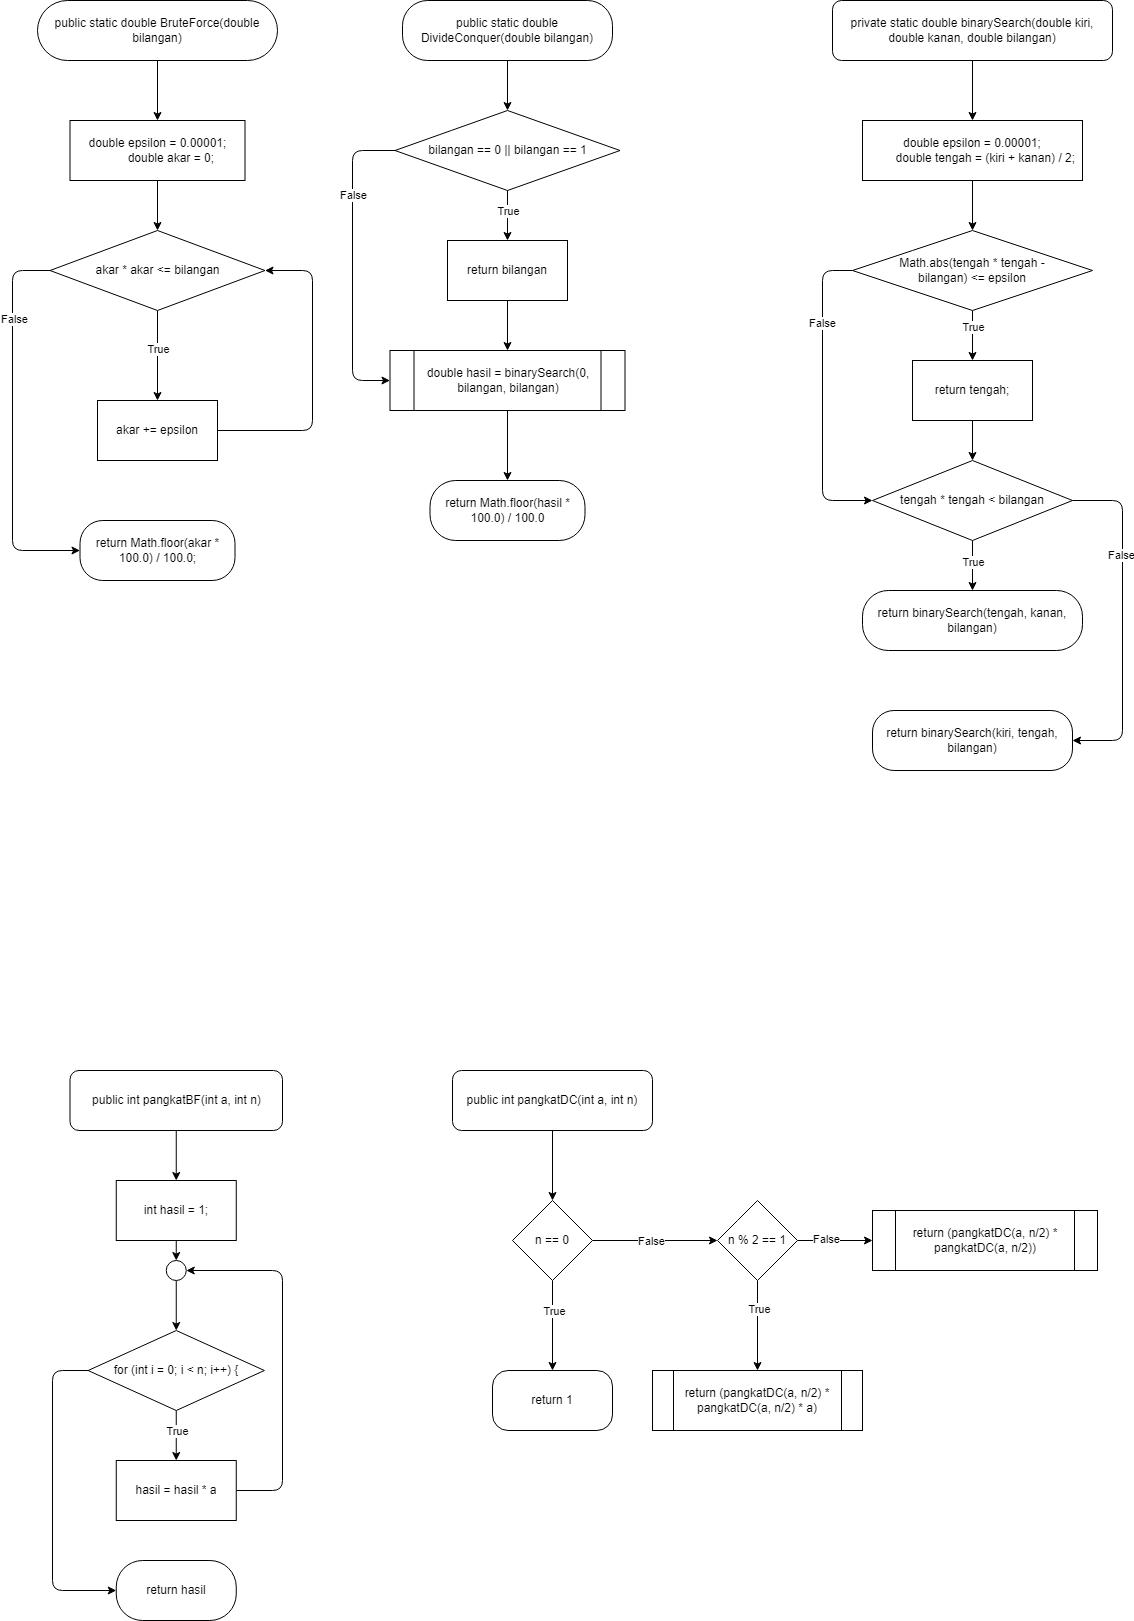 public static double BruteForce(double
bilangan)
double epsilon = 0.00001;
double akar = 0;
akar * akar <= bilangan
False
True
akar += epsilon
return Math.floor(akar *
100.0) / 100.0;
public static double
DivideConquer(double bilangan)
bilangan == 0 || bilangan == 1
False
True
return bilangan
double hasil = binarySearch(0,
bilangan, bilangan)
return Math.floor(hasil *
100.0) / 100.0
private static double binarySearch(double kiri,
double kanan, double bilangan)
double epsilon = 0.00001;
double tengah = (kiri + kanan) / 2;
Math.abs(tengah * tengah -
bilangan) <= epsilon
False
True
return tengah;
tengah * tengah < bilangan
False
True
return binarySearch(tengah, kanan,
bilangan)
return binarySearch(kiri, tengah,
bilangan)
public int pangkatBF(int a, int n)
int hasil = 1;
for (int i = 0; i < n; i++) {
True
hasil = hasil * a
return hasil
public int pangkatDC(int a, int n)
n == 0
False
True
return 1
n % 2 == 1
False
True
return (pangkatDC(a, n/2) *
pangkatDC(a, n/2))
return (pangkatDC(a, n/2) *
pangkatDC(a, n/2) * a)